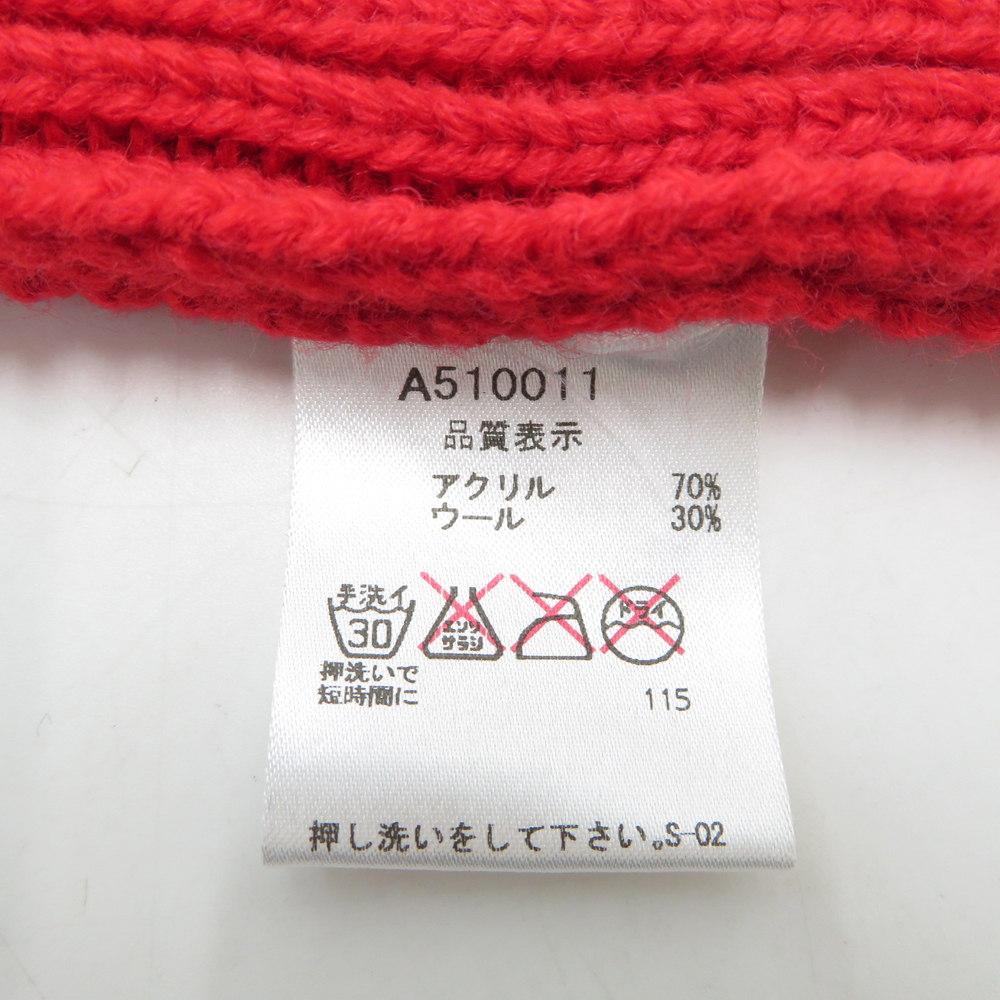 A510011
品質表示
アクリル 70%
ウール 30%
手洗イ
30
エンソ
サラシ
ドライ
押洗いで
短時間に
115
押し洗いをして下さい。S-02